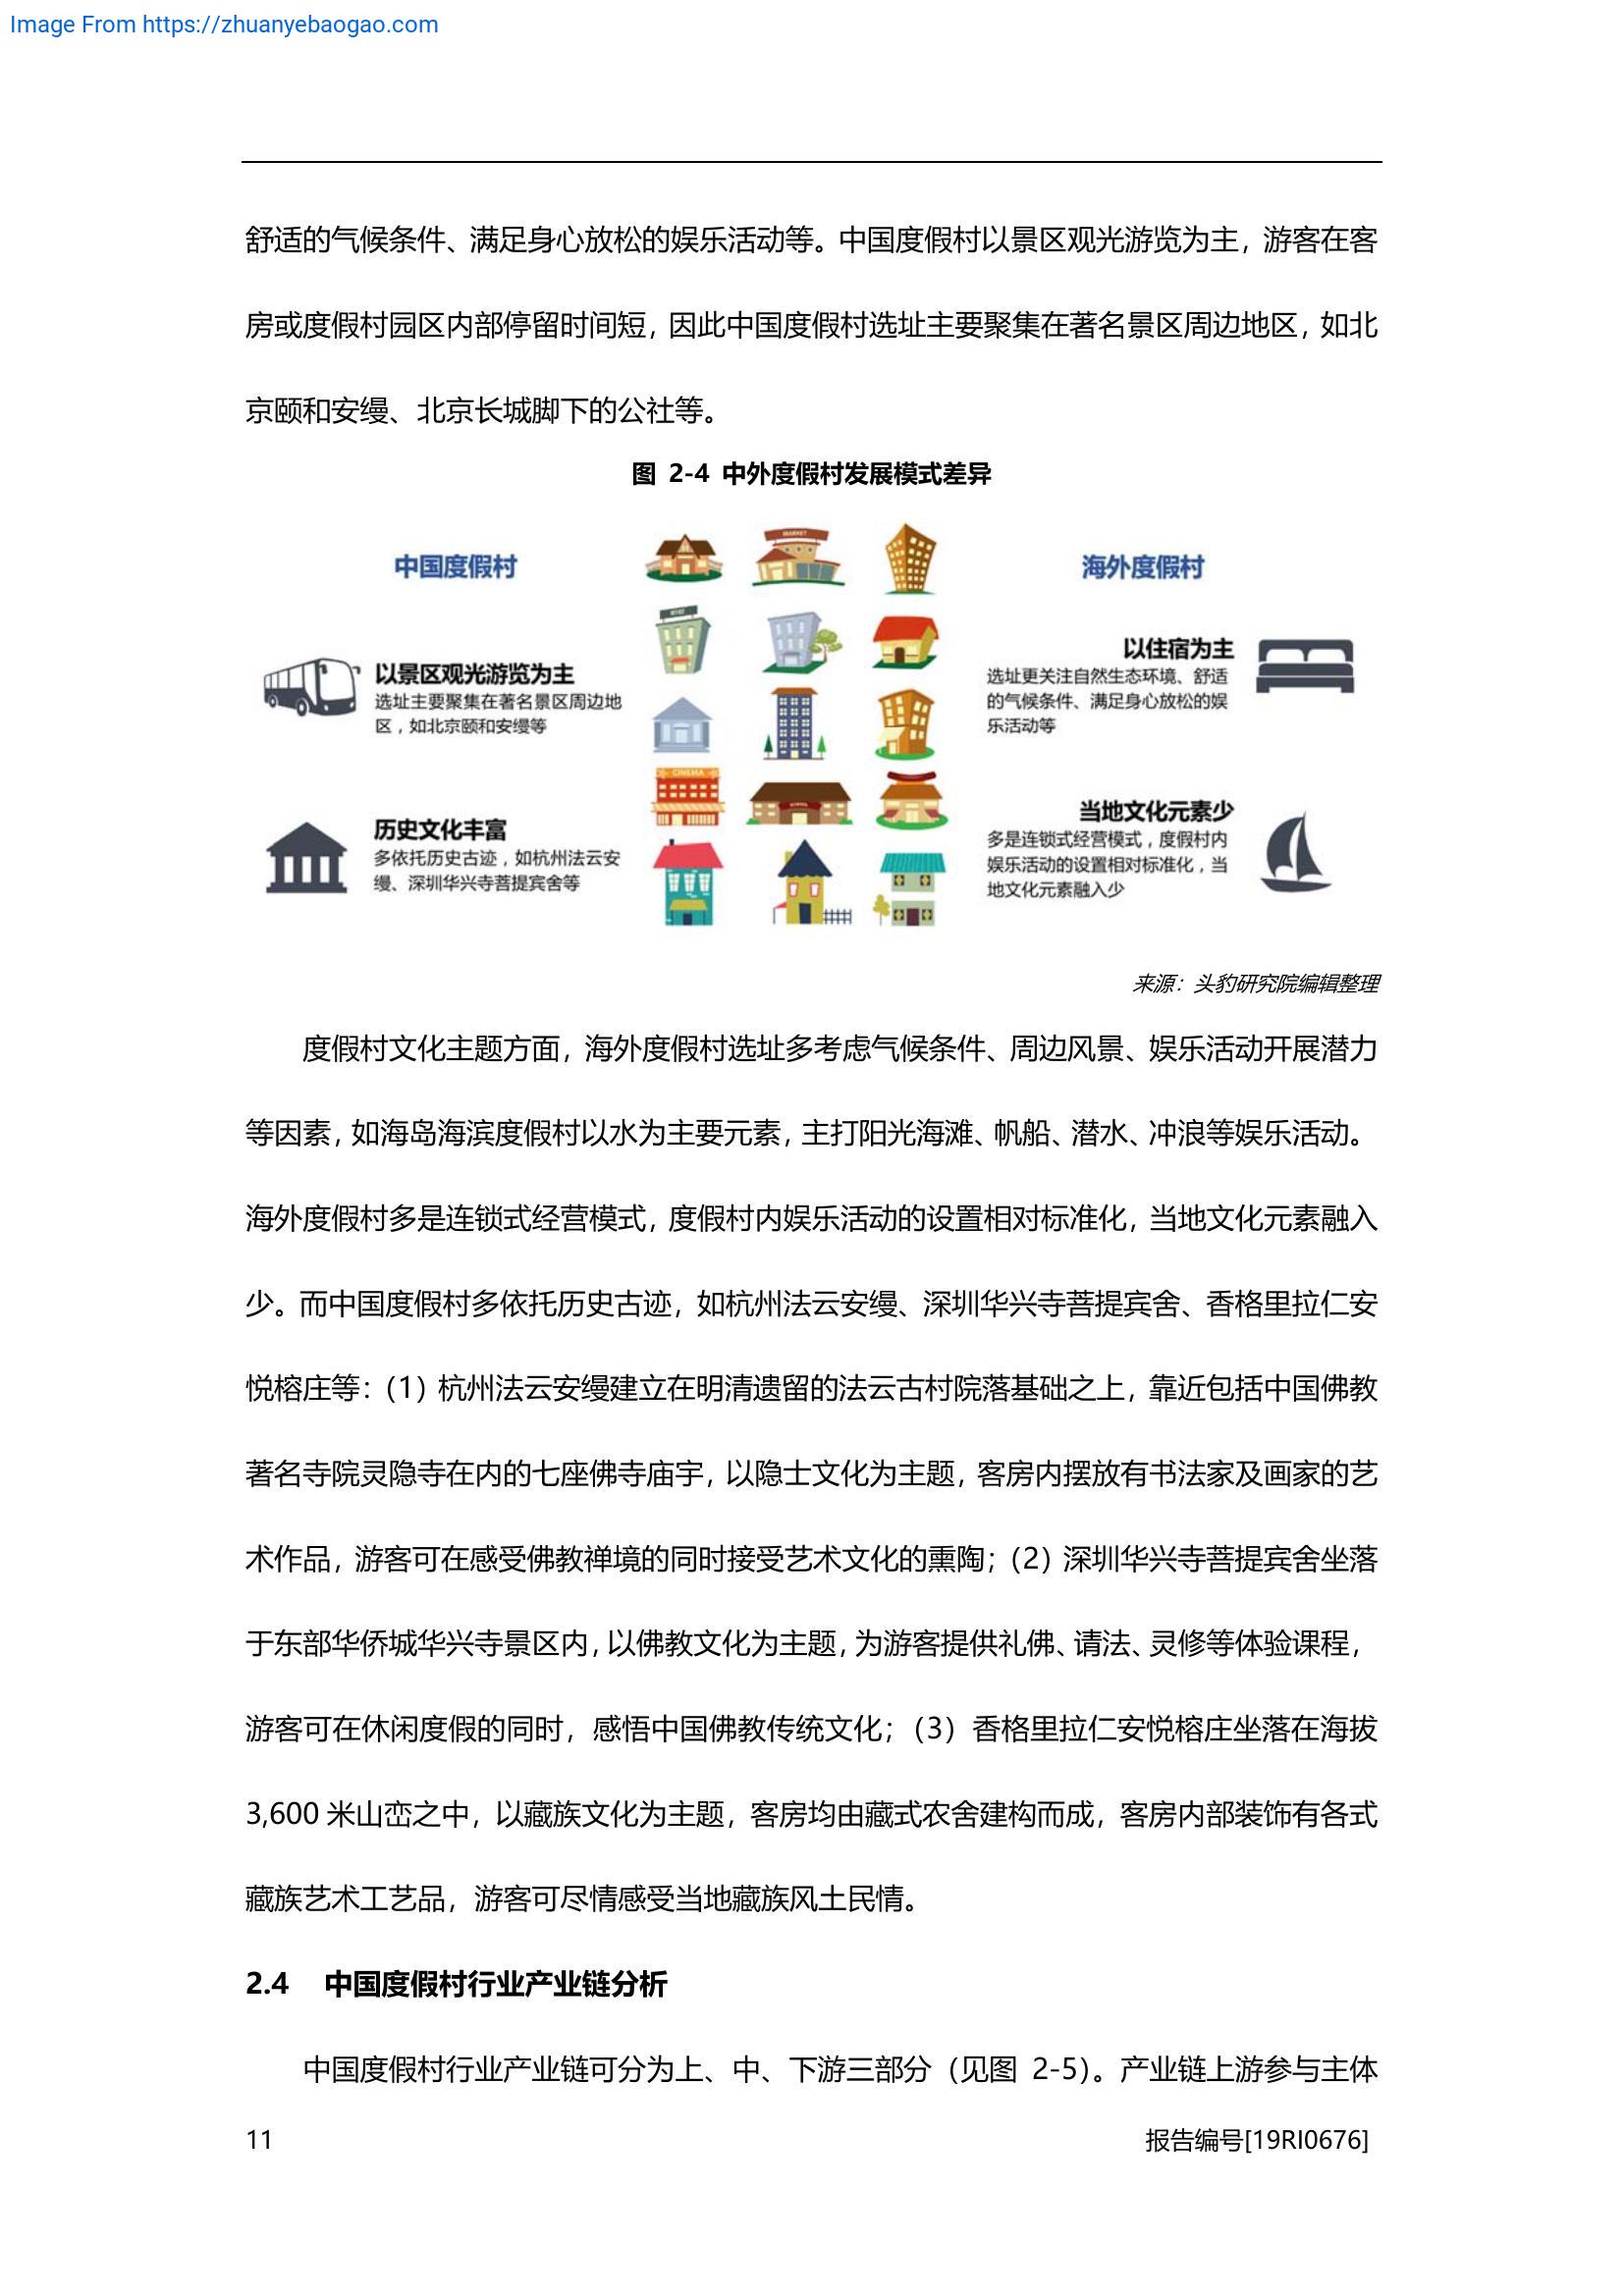 Image From https://zhuanyebaogao.com
舒适的气候条件、满足身心放松的娱乐活动等。中国度假村以景区观光游览为主，游客在客
房或度假村园区内部停留时间短，因此中国度假村选址主要聚集在著名景区周边地区，如北
京颐和安缦、北京长城脚下的公社等。
图 2-4 中外度假村发展模式差异
中国度假村
以景区观光游览为主
选址主要聚集在著名景区周边地
区，如北京颐和安缦等
历史文化丰富
多依托历史古迹，如杭州法云安
缦、深圳华兴寺菩提宾舍等
MARKET
CINEMA
海外度假村
以住宿为主
选址更关注自然生态环境、舒适
的气候条件、满足身心放松的娱
乐活动等
当地文化元素少
多是连锁式经营模式，度假村内
娱乐活动的设置相对标准化，当
地文化元素融入少
来源：头豹研究院编辑整理
度假村文化主题方面，海外度假村选址多考虑气候条件、周边风景、娱乐活动开展潜力
等因素，如海岛海滨度假村以水为主要元素，主打阳光海滩、帆船、潜水、冲浪等娱乐活动。
海外度假村多是连锁式经营模式，度假村内娱乐活动的设置相对标准化，当地文化元素融入
少。而中国度假村多依托历史古迹，如杭州法云安缦、深圳华兴寺菩提宾舍、香格里拉仁安
悦榕庄等：（1）杭州法云安缦建立在明清遗留的法云古村院落基础之上，靠近包括中国佛教
著名寺院灵隐寺在内的七座佛寺庙宇，以隐士文化为主题，客房内摆放有书法家及画家的艺
术作品，游客可在感受佛教禅境的同时接受艺术文化的熏陶；（2）深圳华兴寺菩提宾舍坐落
于东部华侨城华兴寺景区内，以佛教文化为主题，为游客提供礼佛、请法、灵修等体验课程，
游客可在休闲度假的同时，感悟中国佛教传统文化；（3）香格里拉仁安悦榕庄坐落在海拔
3,600 米山峦之中，以藏族文化为主题，客房均由藏式农舍建构而成，客房内部装饰有各式
藏族艺术工艺品，游客可尽情感受当地藏族风土民情。
2.4 中国度假村行业产业链分析
中国度假村行业产业链可分为上、中、下游三部分（见图 2-5）。产业链上游参与主体
11
报告编号[19RI0676]